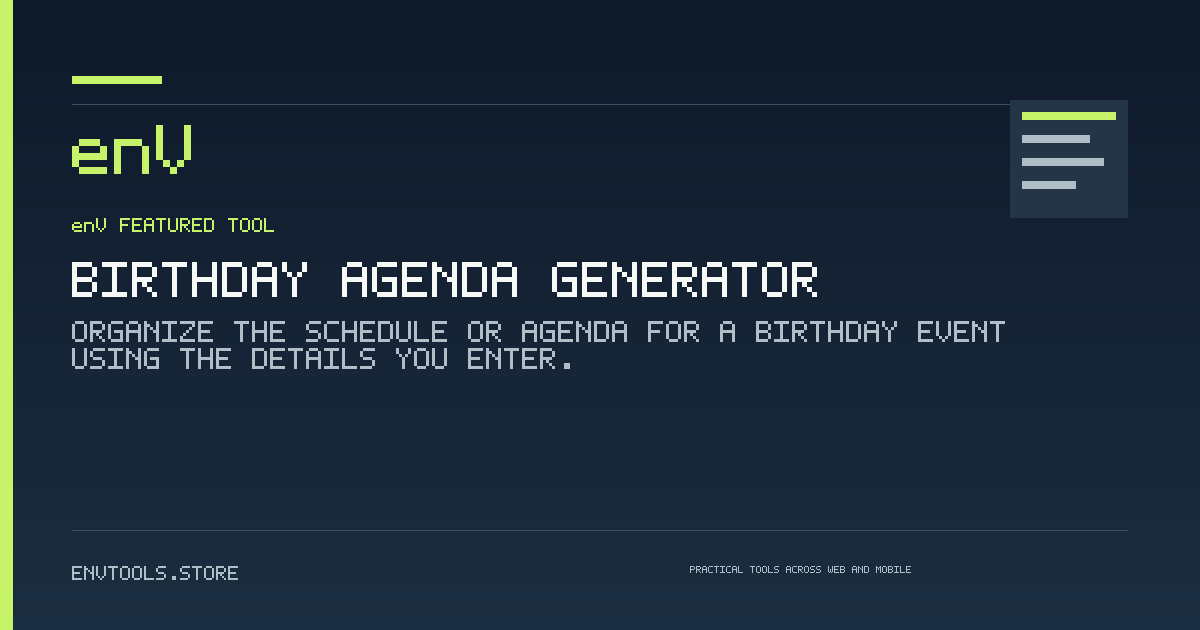 enV
enV FEATURED TOOL
BIRTHDAY AGENDA GENERATOR
ORGANIZE THE SCHEDULE OR AGENDA FOR A BIRTHDAY EVENT
USING THE DETAILS YOU ENTER.
ENVTOOLS.STORE
PRACTICAL TOOLS ACROSS WEB AND MOBILE